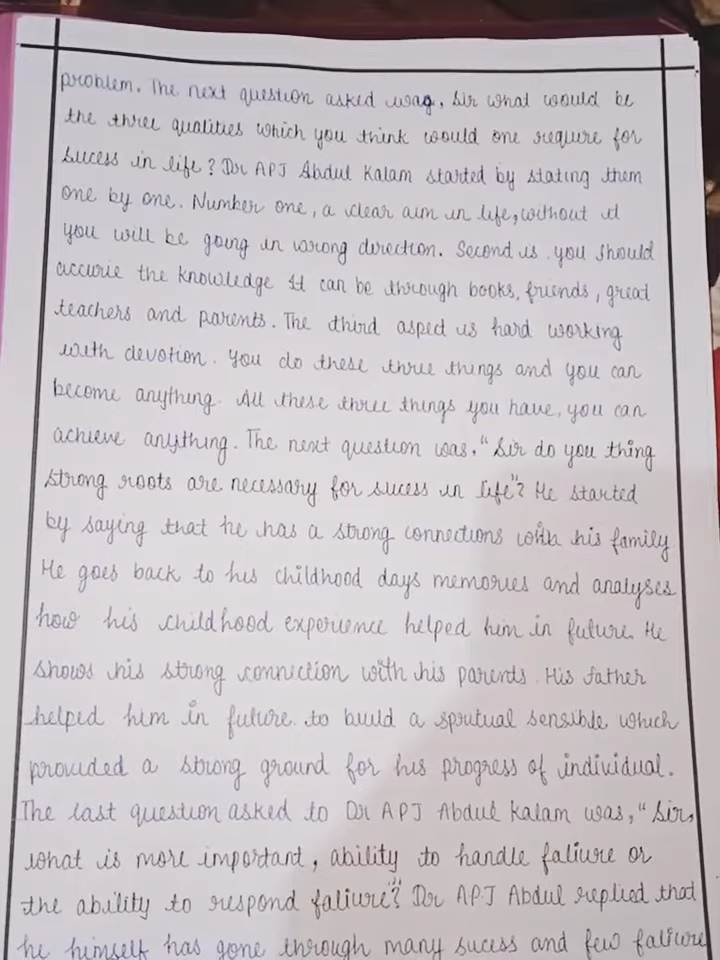 problem. The next question asked was, Sir what would be
the three qualities which you think would one require for
sucess in life? Dr APJ Abdul Kalam started by stating them
one by one. Number one, a clear aim in life, without it
you will be going in wrong direction. Second is you should
accurie the knowledge It can be through books, friends, great
teachers and parents. The third asped is hard working
with devotion. You do these three things and you can
become anything. All these three things you have, you can
achieve anything. The next question was, "Sir do you thing
strong roots are necessary for sucess in life"? He started
by saying that he has a strong connections with his family
He goes back to his childhood days memories and analyses
how his childhood experience helped him in future. He
shows his strong connection with his parents. His father
helped him in future to build a spiutual sensible which
provided a strong ground for his progress of individual.
The last question asked to Dr APJ Abdul Kalam was, "Sir,
what is more important, ability to handle faliure or
the ability to respond faliure"? Dr APJ Abdul replied that
he himself has gone through many sucess and few faliure